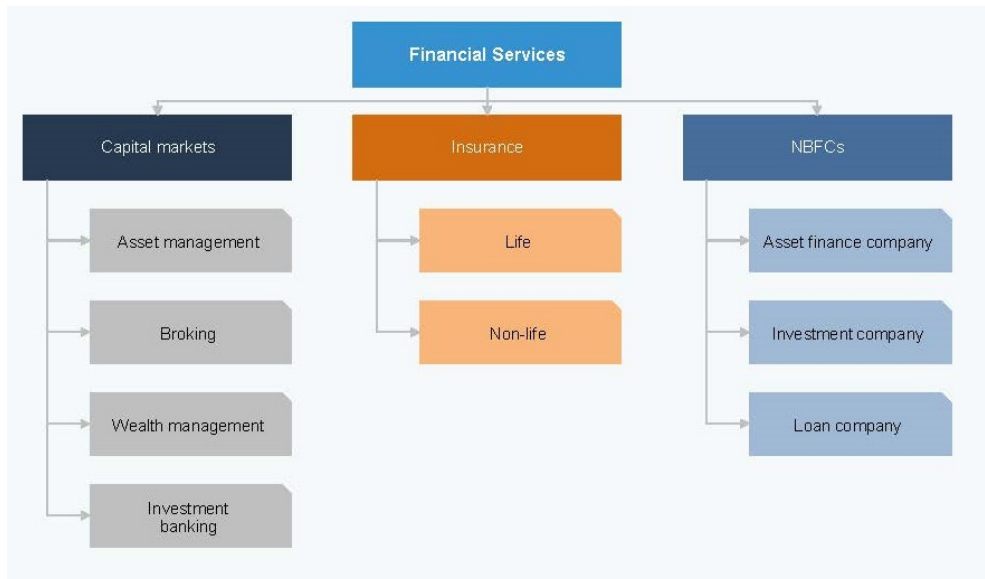 Financial Services
Capital markets
Insurance
NBFCs
Asset management
Life
Asset finance company
Broking
Non-life
Investment company
Wealth management
Loan company
Investment
banking